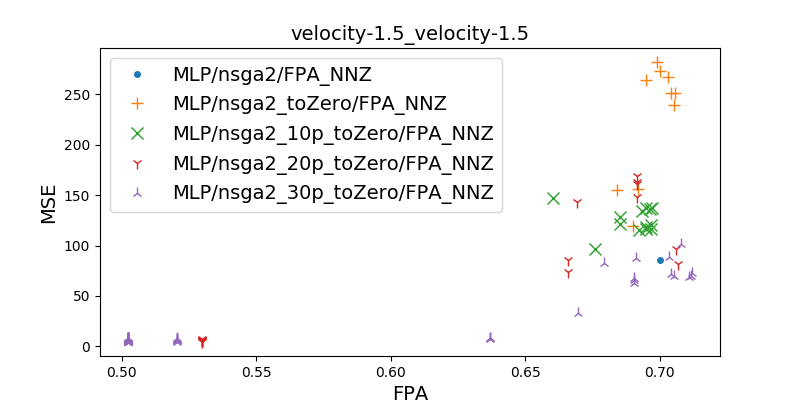 velocity-1.5_velocity-1.5
MLP/nsga2/FPA_NNZ
MLP/nsga2_toZero/FPA_NNZ
MLP/nsga2_10p_toZero/FPA_NNZ
MLP/nsga2_20p_toZero/FPA_NNZ
MLP/nsga2_30p_toZero/FPA_NNZ
MSE
250
200
150
100
50
0
0.50 0.55 0.60 0.65 0.70
FPA